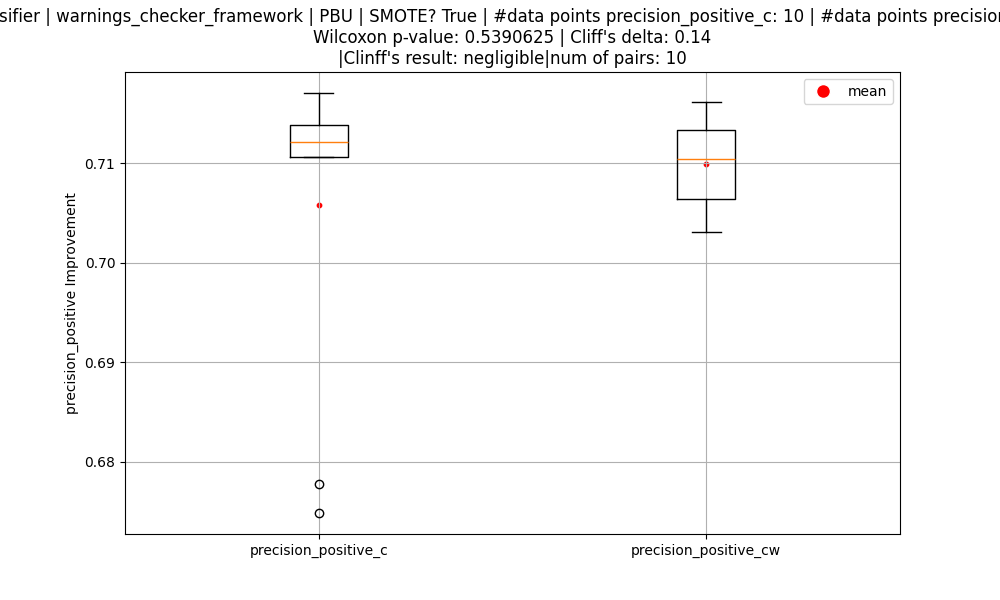 | warnings_checker_framework | PBU | SMOTE? True | #data points precision_positive_c: 10 | #data points
Wilcoxon p-value: 0.5390625 | Cliff's delta: 0.14
|Clinff's result: negligible|num of pairs: 10
mean
0.71
0.70
0.69
0.68
precision_positive Improvement
precision_positive_c
precision_positive_cw